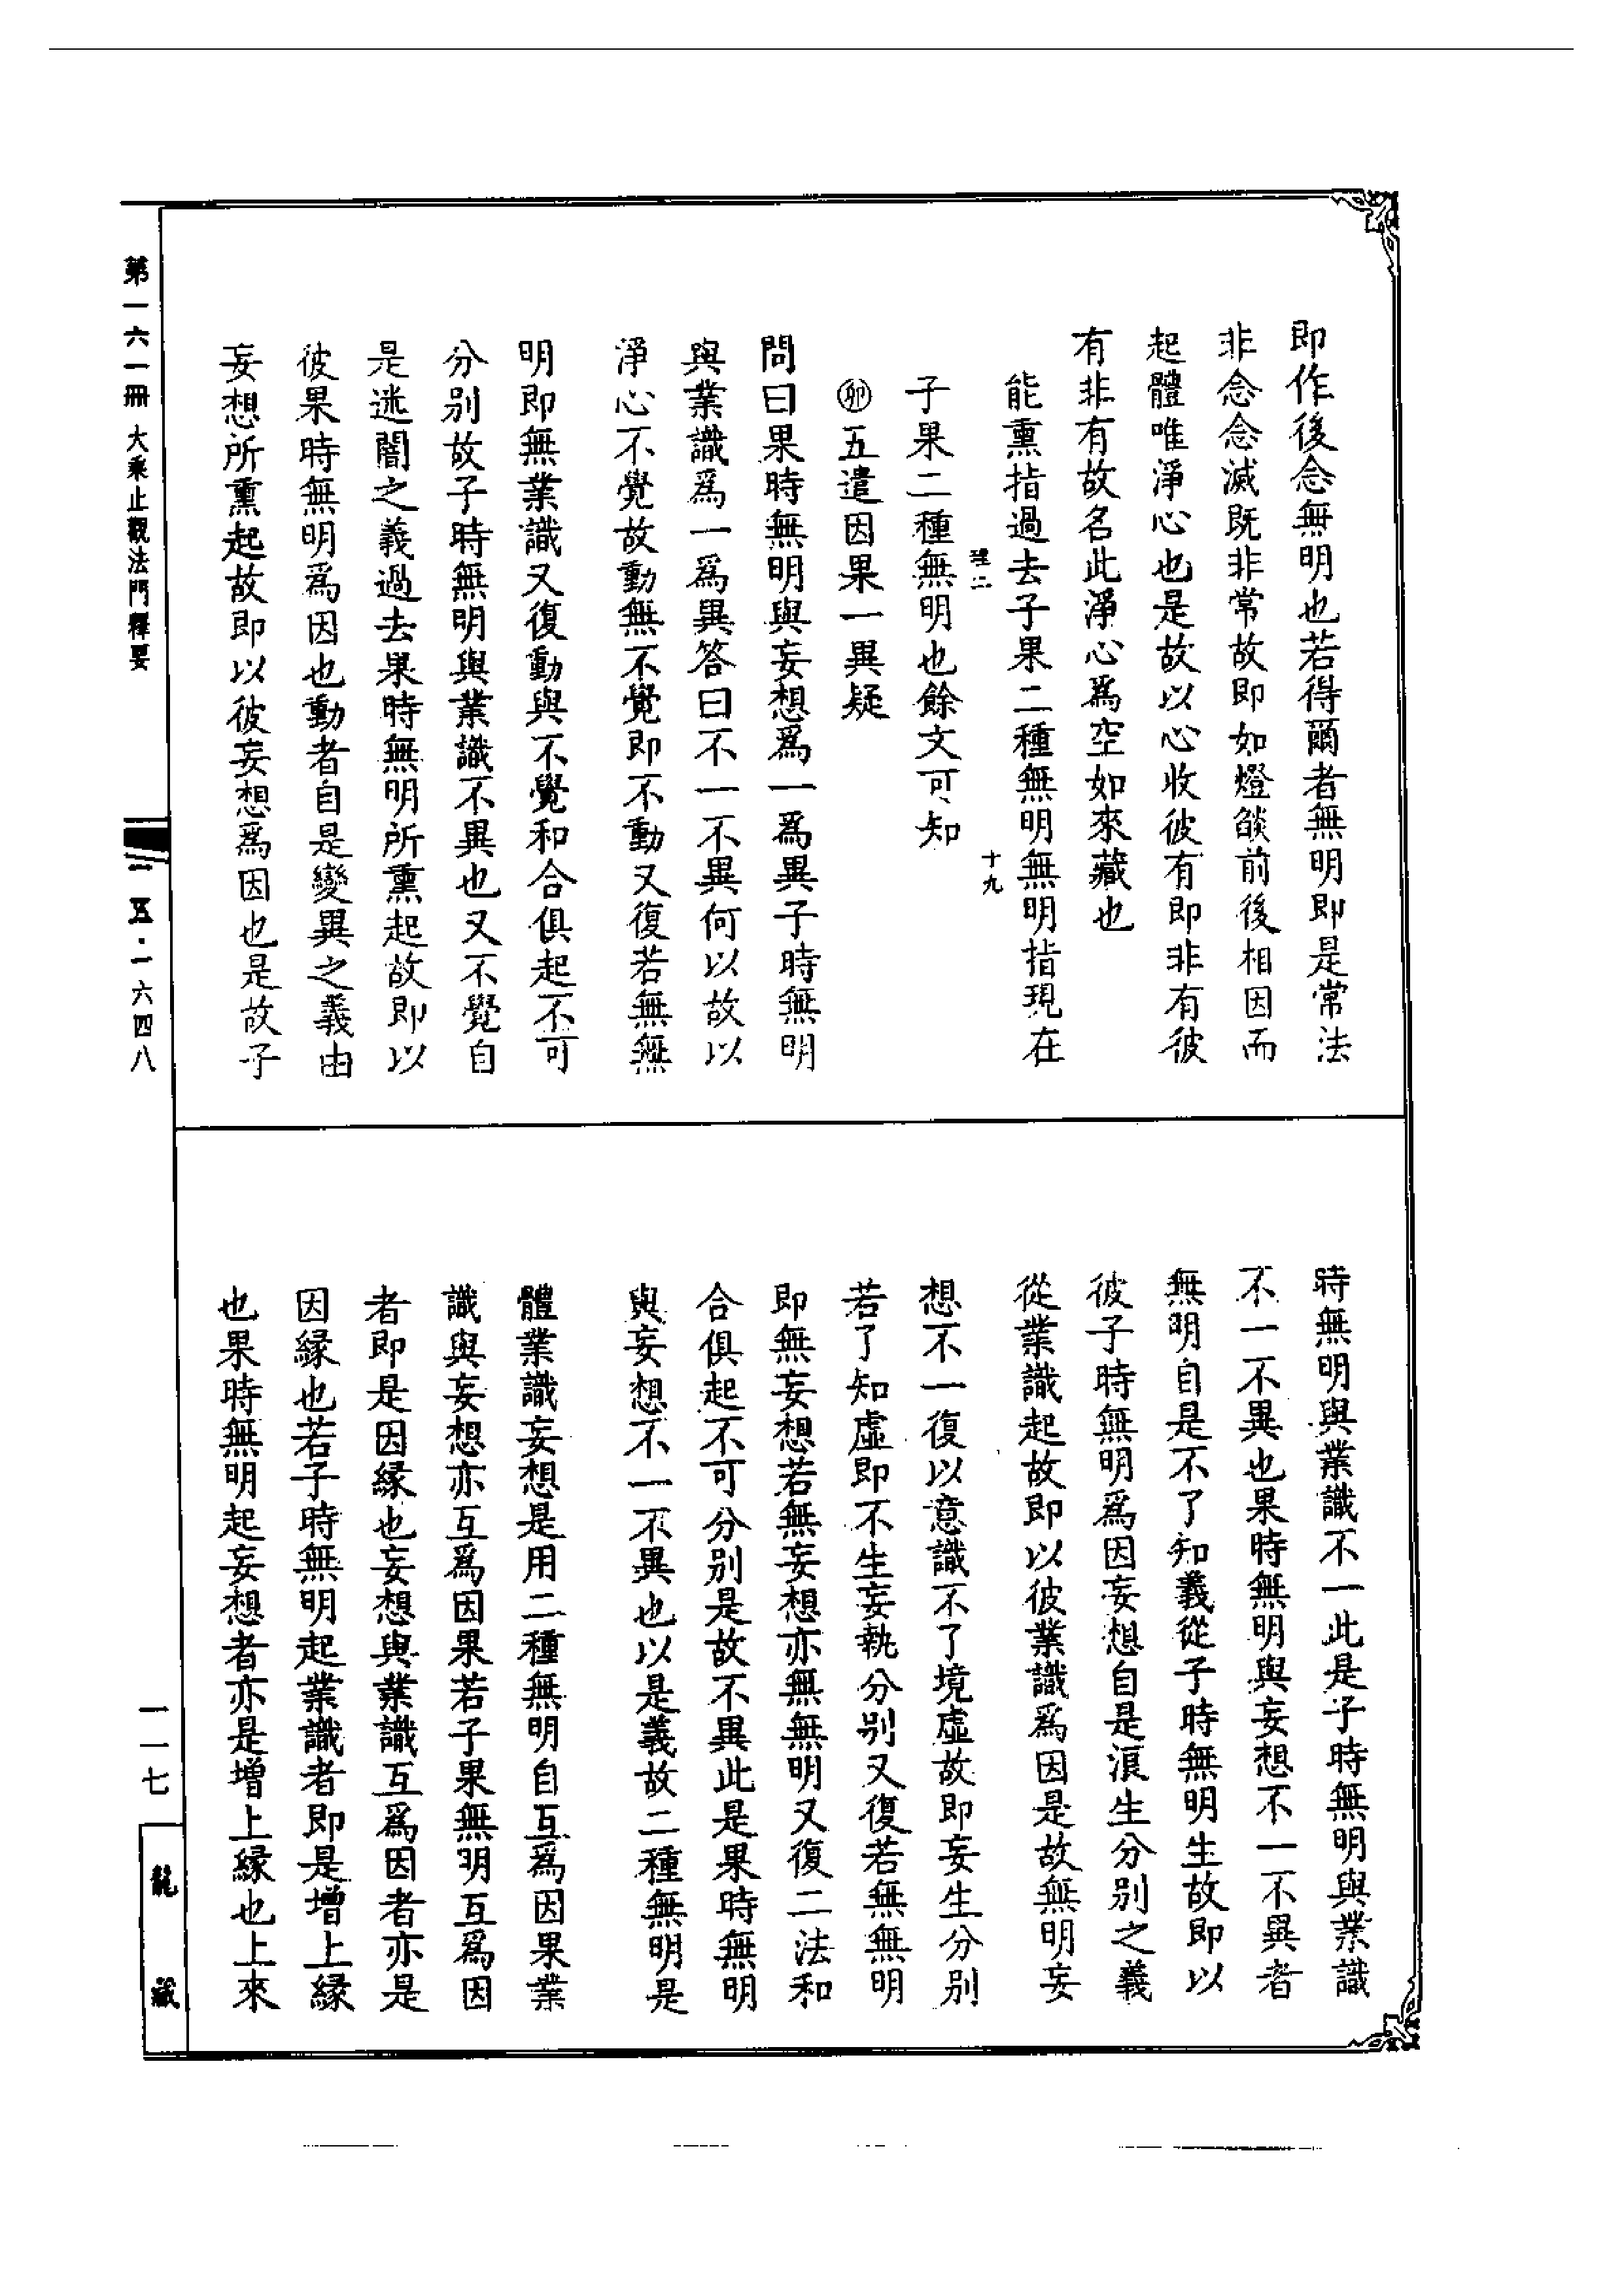 即作後念無明也若得爾者無明即是常法
非念念滅既非常故即如燈燄前後相因而
起體唯淨心也是故以心收彼有即非有彼
有非有故名此淨心為空如來藏也
能熏指過去子果二種無明無明指現在
十九
子果二種無明也餘文可知
㊞五遣因果一異疑
問曰果時無明與妄想為一為異子時無明
與業識為一為異答曰不一不異何以故以
淨心不覺故動無不覺即不動又復若無無
明即無業識又復動與不覺和合俱起不可
分別故子時無明與業識不異也又不覺自
是迷闇之義過去果時無明所熏起故即以
彼果時無明為因也動者自是變異之義由
妄想所熏起故即以彼妄想為因也是故子
時無明與業識不一此是子時無明與業識
不一不異也果時無明與妄想不一不異者
無明自是不了知義從子時無明生故即以
彼子時無明為因妄想自是浪生分別之義
從業識起故即以彼業識為因是故無明妄
想不一復以意識不了境虛故即妄生分別
若了知虛即不生妄執分別又復若無無明
即無妄想若無妄想亦無無明又復二法和
合俱起不可分別是故不異此是果時無明
與妄想不一不異也以是義故二種無明是
體業識妄想是用二種無明自互為因果業
識與妄想亦互為因果若子果無明互為因
者即是因緣也妄想與業識互為因者亦是
因緣也若子時無明起業識者即是增上緣
也果時無明起妄想者亦是增上緣也上來
第一六一冊 大乘止觀法門釋要
一五·一六四八
一一七
龍藏